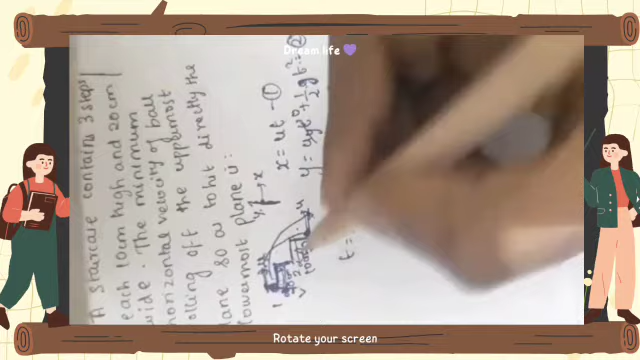 Dream life 💜
A staircase contains 3 steps
each 10cm high and 20cm
wide. The minimum
horizontal velocity of ball
rolling off the uppermost
plane so as to hit directly the
lowermost plane is:
x = ut - ①
t =
Rotate your screen